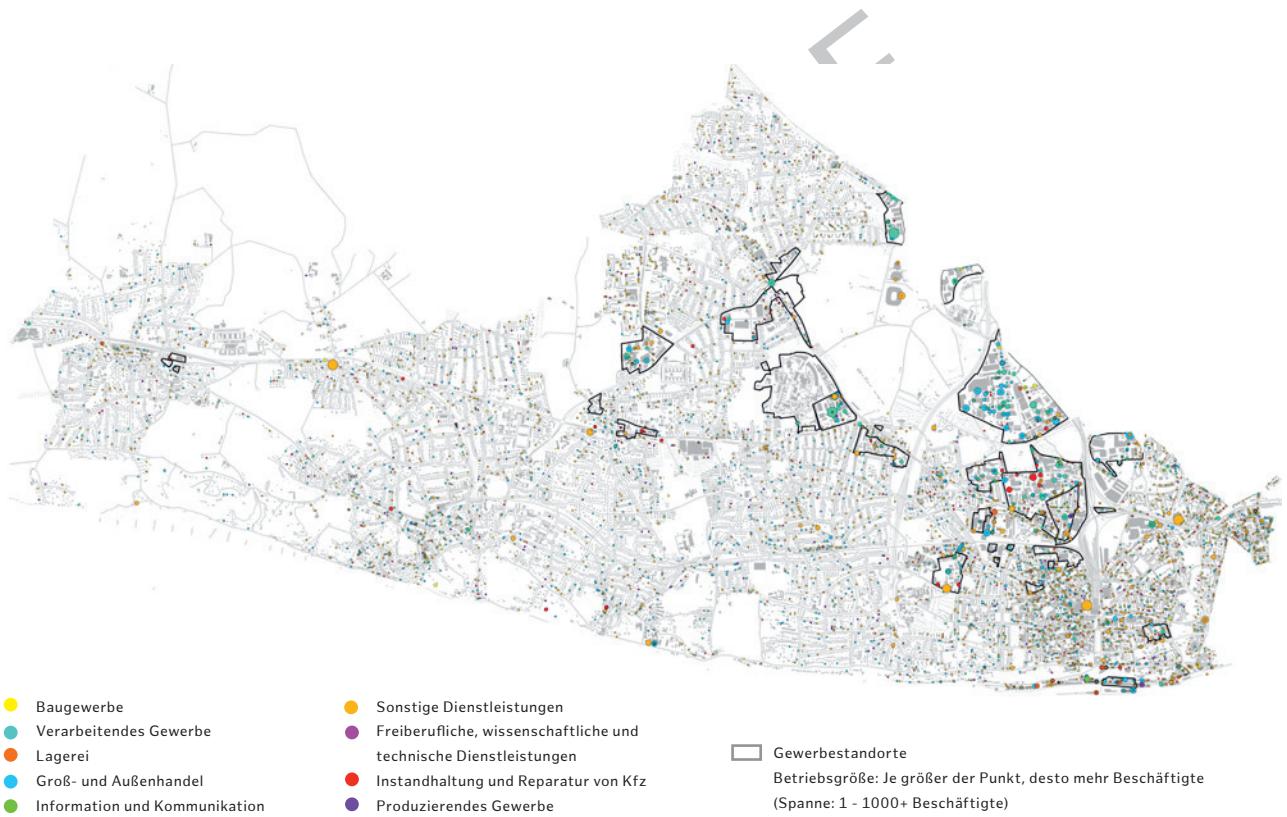 Baugewerbe
Verarbeitendes Gewerbe
Lagerei
Groß- und Außenhandel
Information und Kommunikation
Sonstige Dienstleistungen
Freiberufliche, wissenschaftliche und
technische Dienstleistungen
Instandhaltung und Reparatur von Kfz
Produzierendes Gewerbe
Gewerbestandorte
Betriebsgröße: Je größer der Punkt, desto mehr Beschäftigte
(Spanne: 1 - 1000+ Beschäftigte)